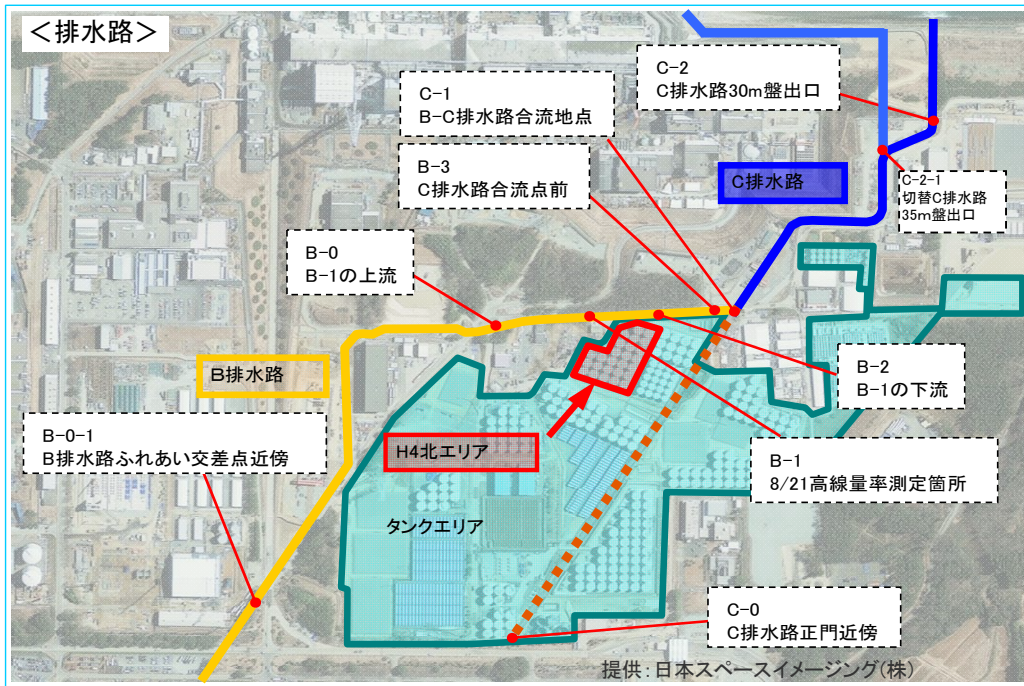 ＜排水路＞
C-2
C排水路30m盤出口
C-1
B-C排水路合流地点
B-3
C排水路合流点前
C排水路
C-2-1
切替C排水路
35m盤出口
B-0
B-1の上流
B排水路
B-2
B-1の下流
B-0-1
B排水路ふれあい交差点近傍
H4北エリア
B-1
8/21高線量率測定箇所
タンクエリア
C-0
C排水路正門近傍
提供：日本スペースイメージング(株)